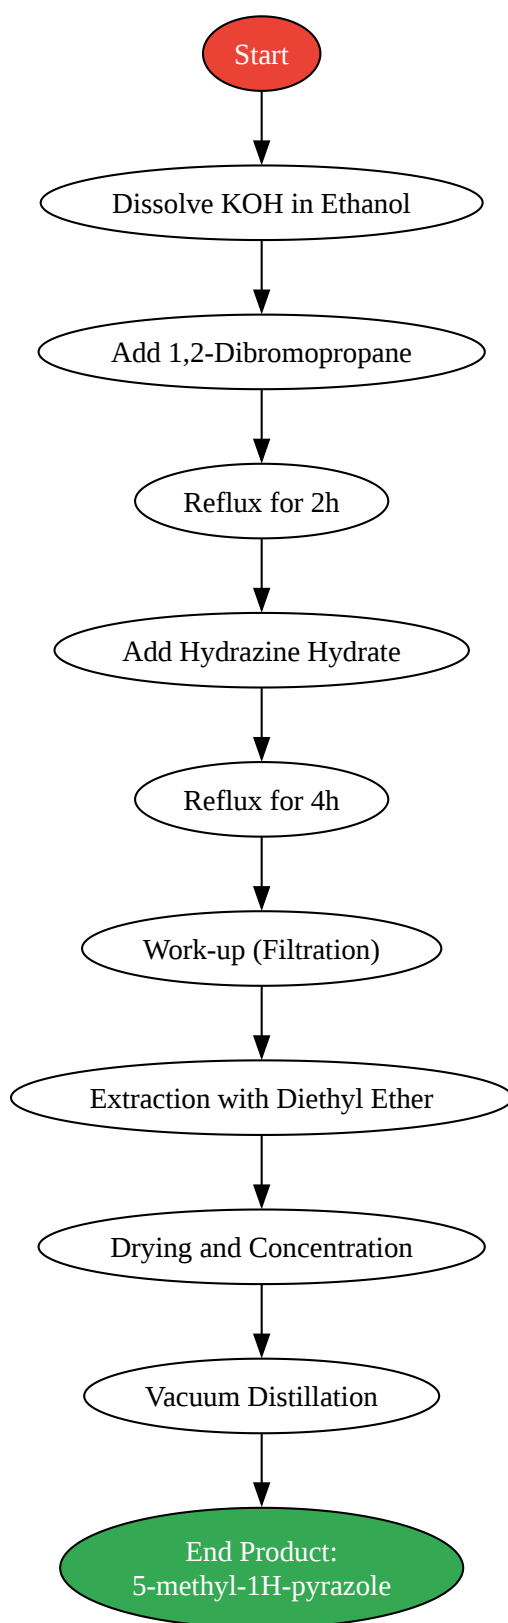 Start
Dissolve KOH in Ethanol
Add 1,2-Dibromopropane
Reflux for 2h
Add Hydrazine Hydrate
Reflux for 4h
Work-up (Filtration)
Extraction with Diethyl Ether
Drying and Concentration
Vacuum Distillation
End Product:
5-methyl-1H-pyrazole